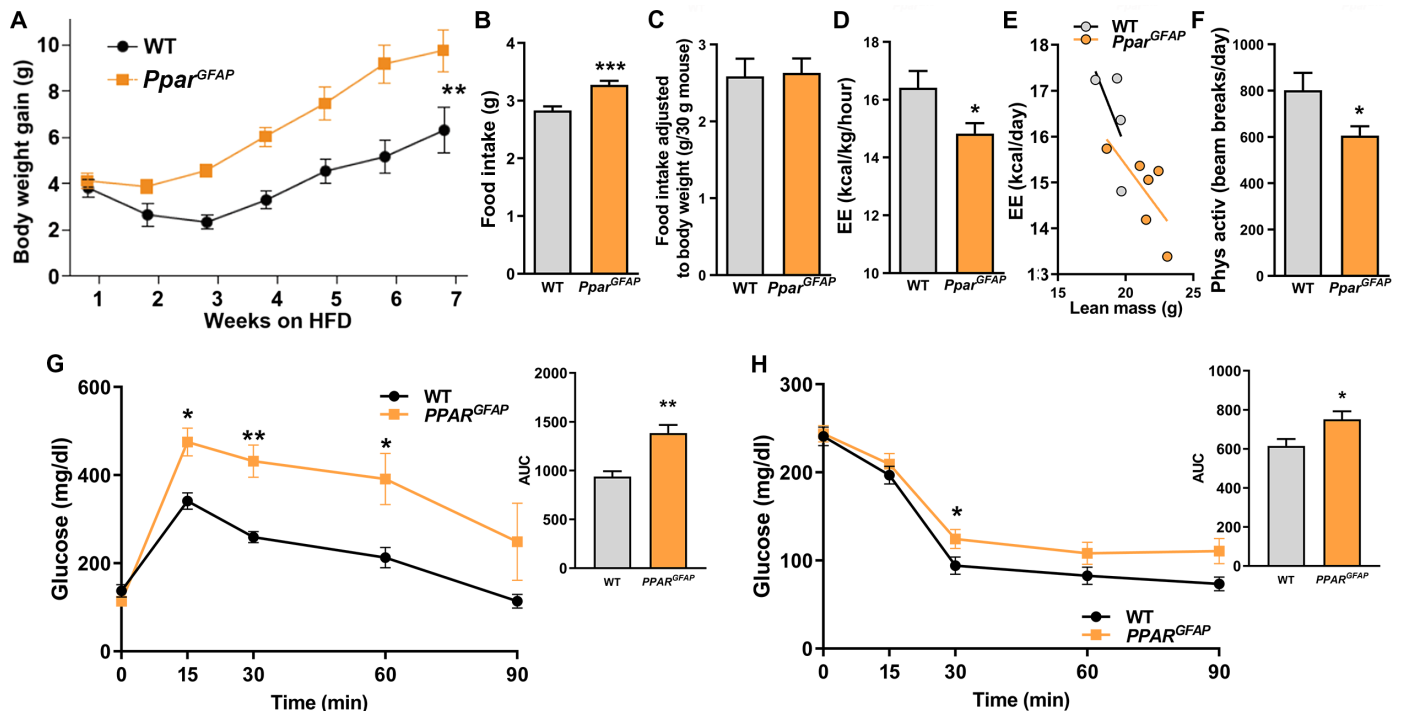 A
Body weight gain (g)
10
8
6
4
2
0
WT
Ppar^GFAP
**
1 2 3 4 5 6 7
Weeks on HFD
B
Food intake (g)
4
3
2
1
0
***
WT Ppar^GFAP
C
Food intake adjusted
to body weight (g/30 g mouse)
3
2
1
0
WT Ppar^GFAP
D
EE (kcal/kg/hour)
18
16
14
12
10
*
WT Ppar^GFAP
E
WT
Ppar^GFAP
EE (kcal/day)
18
17
16
15
14
13
15 20 25
Lean mass (g)
F
Phys activ (beam breaks/day)
1000
800
600
400
200
0
*
WT Ppar^GFAP
G
Glucose (mg/dl)
600
400
200
0
* ** *
WT
PPAR^GFAP
0 15 30 60 90
Time (min)
AUC
2000
1500
1000
500
0
**
WT PPAR^GFAP
H
Glucose (mg/dl)
300
200
100
0
*
WT
PPAR^GFAP
0 15 30 60 90
Time (min)
AUC
1000
800
600
400
200
0
*
WT PPAR^GFAP